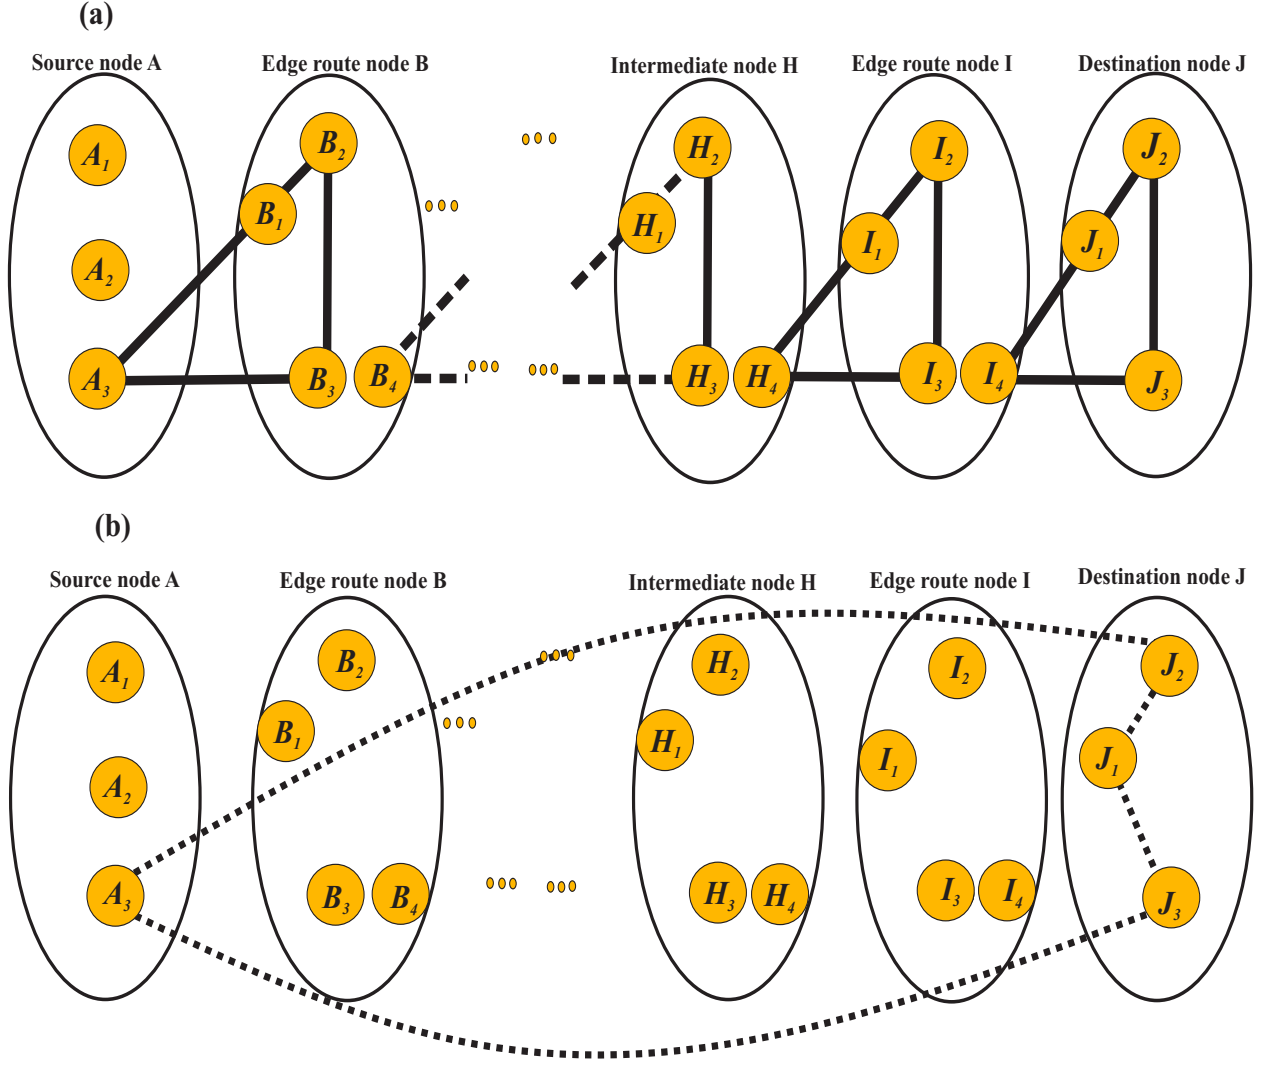 (a)
Source node A Edge route node B Intermediate node H Edge route node I Destination node J
A1 B2 H2 I2 J2
B1 H1 I1 J1
A2
A3 B3 B4 H3 H4 I3 I4 J3
(b)
Source node A Edge route node B Intermediate node H Edge route node I Destination node J
A1 B2 H2 I2 J2
B1 H1 I1 J1
A2
A3 B3 B4 H3 H4 I3 I4 J3